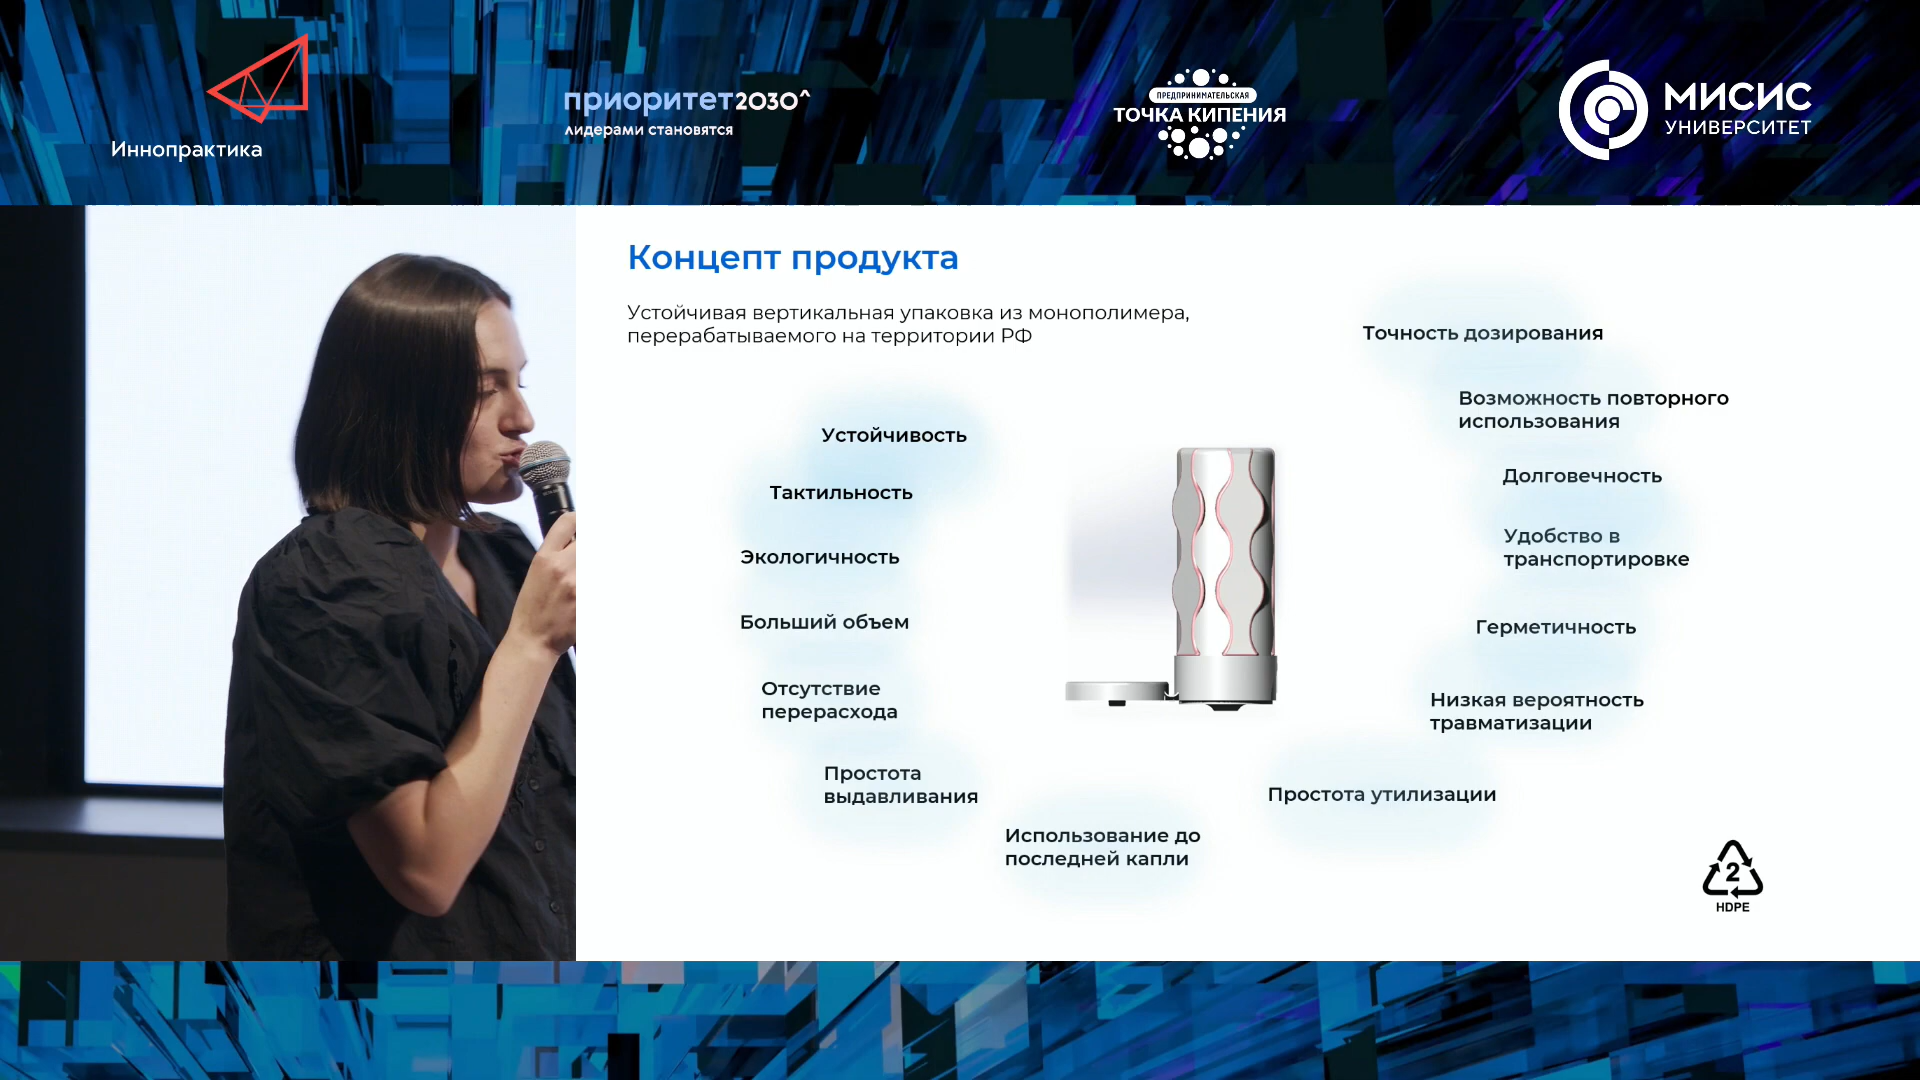 Иннопрактика
приоритет2030^
лидерами становятся
ПРЕДПРИНИМАТЕЛЬСКАЯ
ТОЧКА КИПЕНИЯ
МИСИС
УНИВЕРСИТЕТ
Концепт продукта
Устойчивая вертикальная упаковка из монополимера,
перерабатываемого на территории РФ
Устойчивость
Тактильность
Экологичность
Больший объем
Отсутствие
перерасхода
Простота
выдавливания
Использование до
последней капли
Точность дозирования
Возможность повторного
использования
Долговечность
Удобство в
транспортировке
Герметичность
Низкая вероятность
травматизации
Простота утилизации
2
HDPE